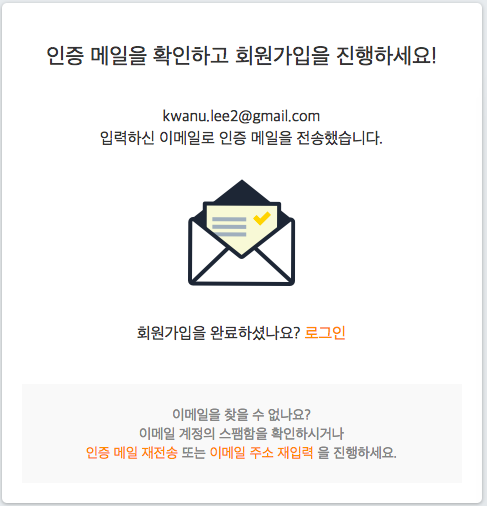 인증 메일을 확인하고 회원가입을 진행하세요!
kwanu.lee2@gmail.com
입력하신 이메일로 인증 메일을 전송했습니다.
회원가입을 완료하셨나요? 로그인
이메일을 찾을 수 없나요?
이메일 계정의 스팸함을 확인하시거나
인증 메일 재전송 또는 이메일 주소 재입력 을 진행하세요.